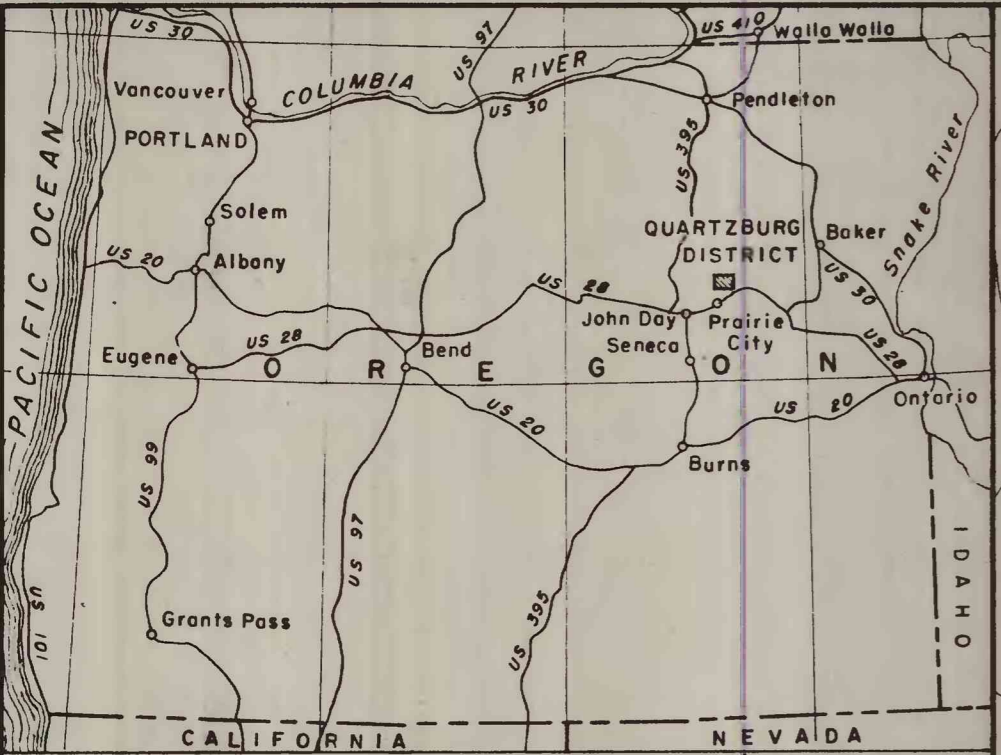 US 30
US 97
US 410
Walla Walla
COLUMBIA RIVER
Vancouver
US 30
Pendleton
PORTLAND
PACIFIC OCEAN
US 395
Snake River
Solem
QUARTZBURG
DISTRICT
Baker
US 20
Albany
US 30
US 28
John Day
Prairie
City
Seneca
US 28
Eugene
US 28
Bend
OREGON
Ontario
US 20
US 20
Burns
US 99
US 97
IDAHO
US 395
US 101
Grants Pass
CALIFORNIA
NEVADA